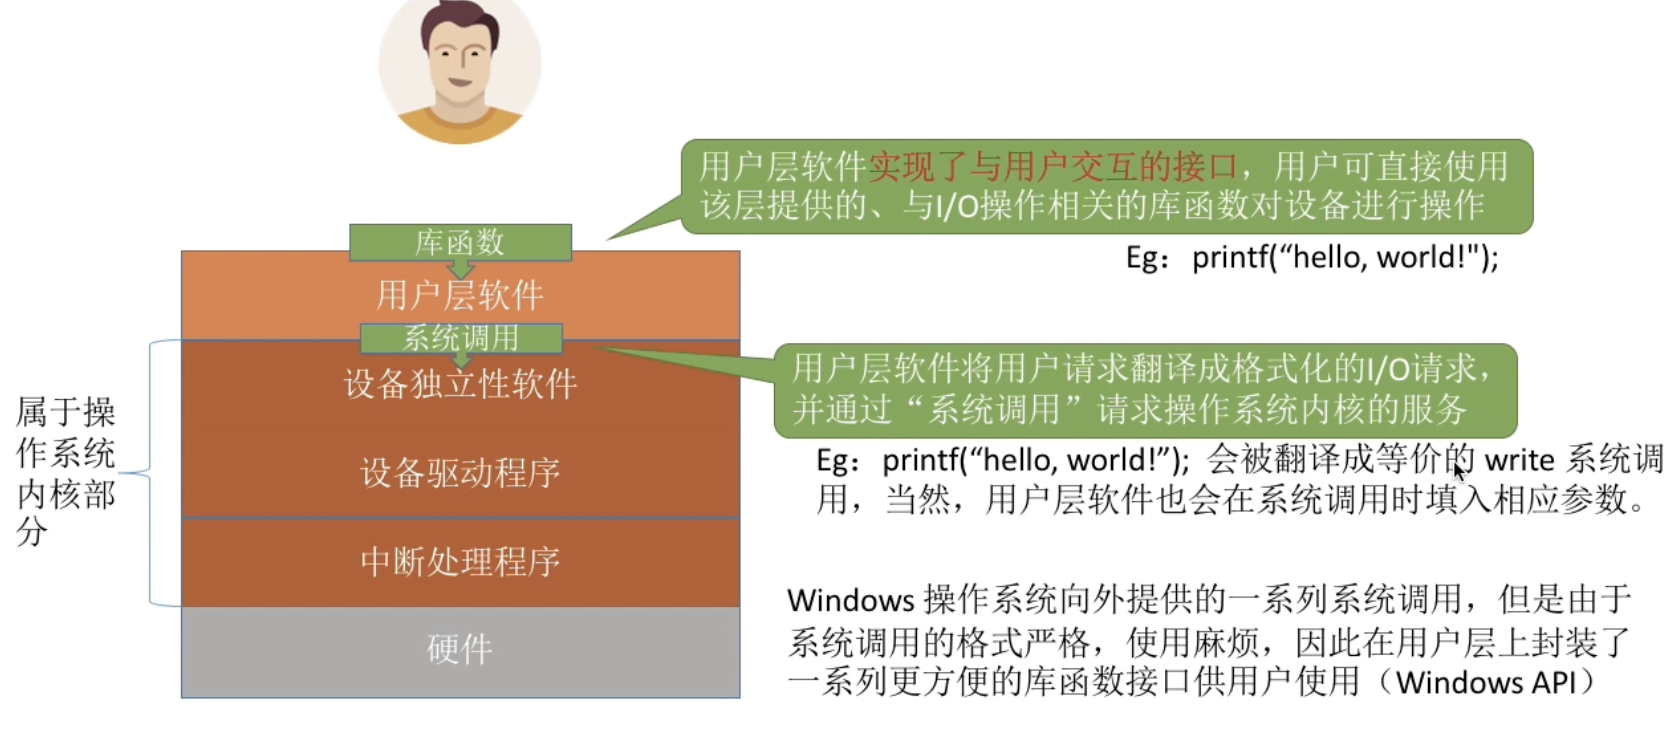 用户层软件实现了与用户交互的接口，用户可直接使用
该层提供的、与I/O操作相关的库函数对设备进行操作
Eg：printf(“hello, world!");
库函数
用户层软件
系统调用
设备独立性软件
设备驱动程序
中断处理程序
硬件
属于操
作系统
内核部
分
用户层软件将用户请求翻译成格式化的I/O请求，
并通过“系统调用”请求操作系统内核的服务
Eg：printf(“hello, world!”); 会被翻译成等价的 write 系统调
用，当然，用户层软件也会在系统调用时填入相应参数。
Windows 操作系统向外提供的一系列系统调用，但是由于
系统调用的格式严格，使用麻烦，因此在用户层上封装了
一系列更方便的库函数接口供用户使用（Windows API）